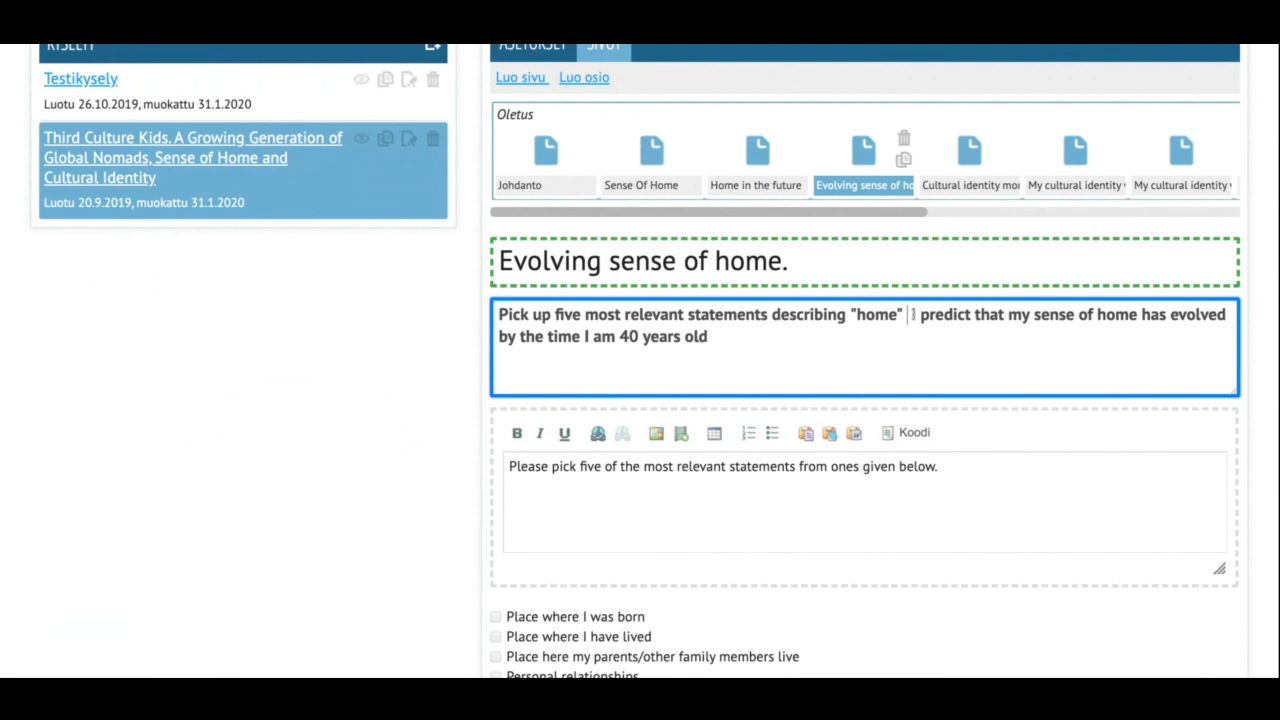 KYSELYT
ASETUKSET SIVUT
Testikysely
Luotu 26.10.2019, muokattu 31.1.2020
Third Culture Kids. A Growing Generation of
Global Nomads, Sense of Home and
Cultural Identity
Luotu 20.9.2019, muokattu 31.1.2020
Luo sivu Luo osio
Oletus
Johdanto
Sense Of Home
Home in the future
Evolving sense of ho
Cultural identity mo
My cultural identity
My cultural identity
Evolving sense of home.
Pick up five most relevant statements describing "home" predict that my sense of home has evolved
by the time I am 40 years old
B I U Koodi
Please pick five of the most relevant statements from ones given below.
Place where I was born
Place where I have lived
Place here my parents/other family members live
Personal relationships